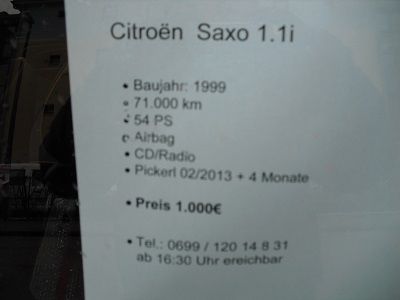 Citroën Saxo 1.1i
• Baujahr: 1999
• 71.000 km
• 54 PS
• Airbag
• CD/Radio
• Pickerl 02/2013 + 4 Monate
• Preis 1.000€
• Tel.: 0699 / 120 14 8 31
ab 16:30 Uhr ereichbar